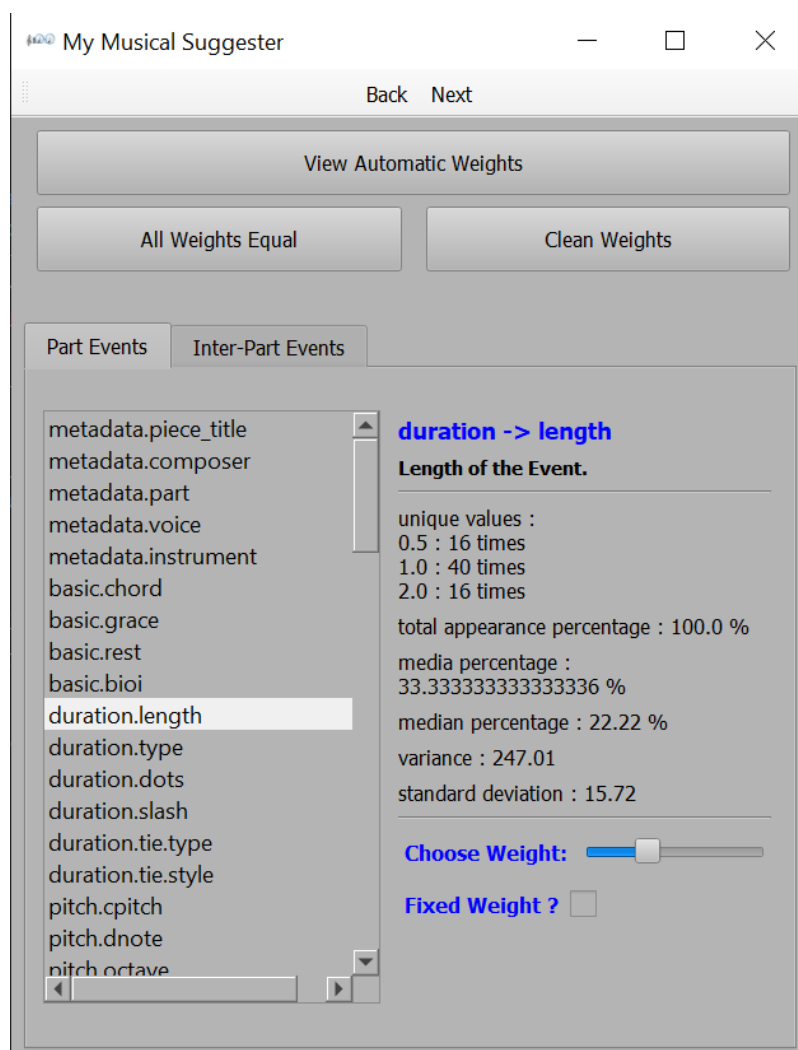 My Musical Suggester
Back Next
View Automatic Weights
All Weights Equal
Clean Weights
Part Events
Inter-Part Events
metadata.piece_title
metadata.composer
metadata.part
metadata.voice
metadata.instrument
basic.chord
basic.grace
basic.rest
basic.bioi
duration.length
duration.type
duration.dots
duration.slash
duration.tie.type
duration.tie.style
pitch.cpitch
pitch.dnote
pitch.octave
duration -> length
Length of the Event.
unique values :
0.5 : 16 times
1.0 : 40 times
2.0 : 16 times
total appearance percentage : 100.0 %
media percentage :
33.333333333333336 %
median percentage : 22.22 %
variance : 247.01
standard deviation : 15.72
Choose Weight:
Fixed Weight ?